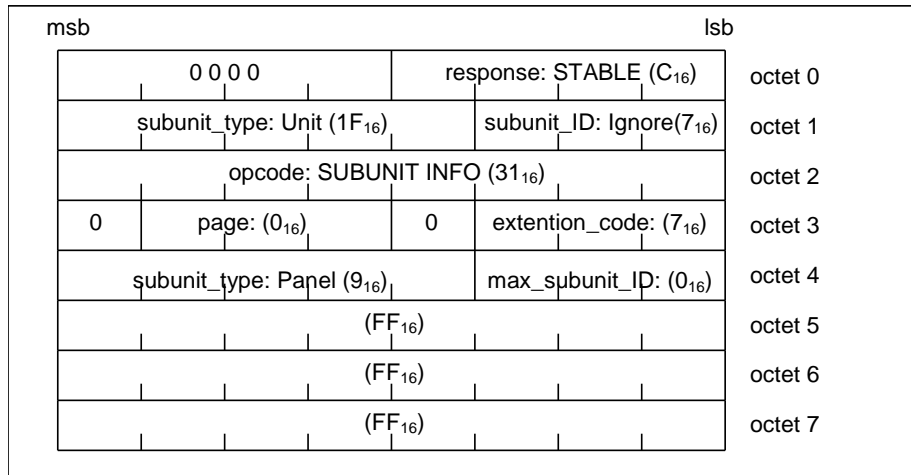 msb lsb
0 0 0 0 response: STABLE (C₁₆) octet 0
subunit_type: Unit (1F₁₆) subunit_ID: Ignore(7₁₆) octet 1
opcode: SUBUNIT INFO (31₁₆) octet 2
0 page: (0₁₆) 0 extention_code: (7₁₆) octet 3
subunit_type: Panel (9₁₆) max_subunit_ID: (0₁₆) octet 4
(FF₁₆) octet 5
(FF₁₆) octet 6
(FF₁₆) octet 7